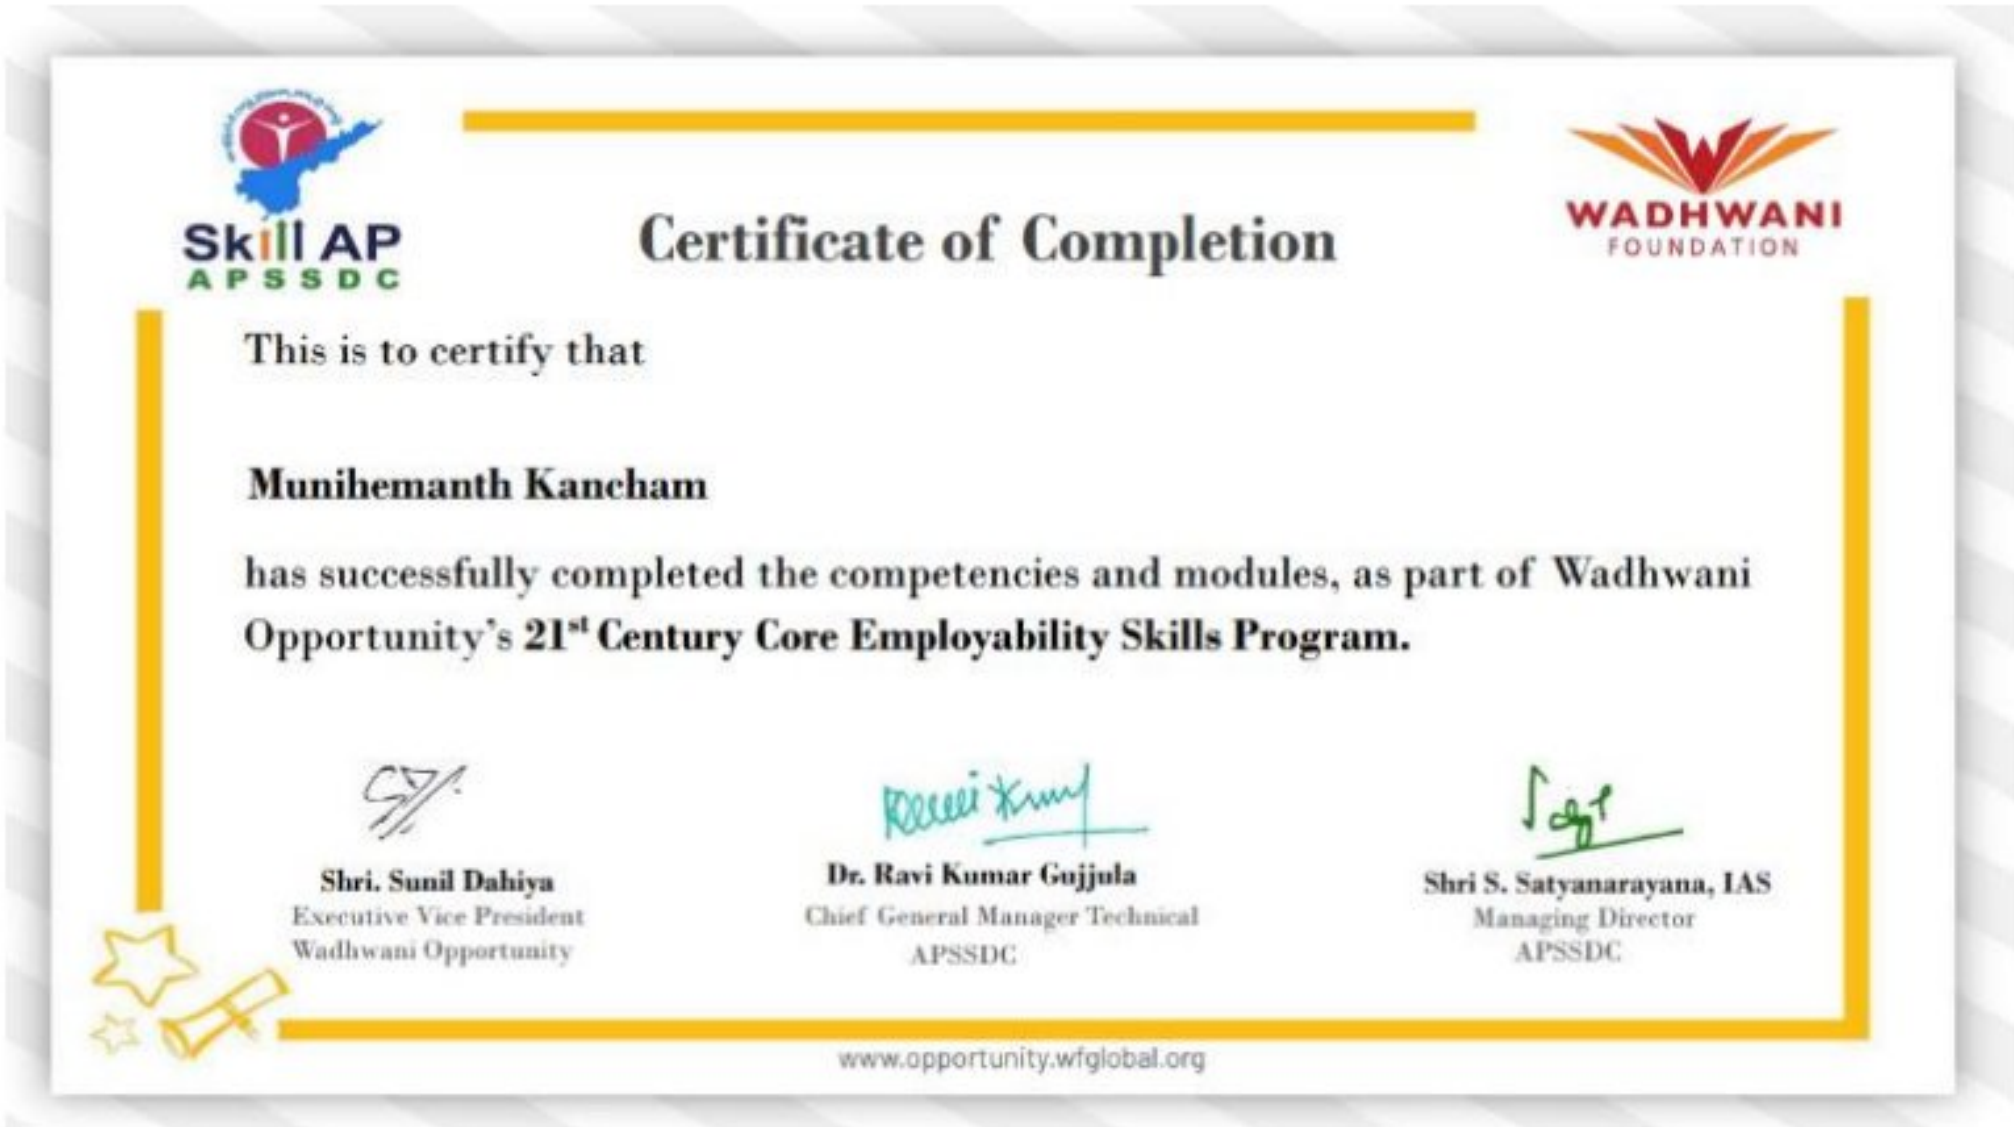 Skill AP
APSSDC
WADHWANI
FOUNDATION
Certificate of Completion
This is to certify that
Munihemanth Kancham
has successfully completed the competencies and modules, as part of Wadhwani
Opportunity's 21st Century Core Employability Skills Program.
Ravi Kum
Shri. Sunil Dahiya
Executive Vice President
Wadhwani Opportunity
Dr. Ravi Kumar Gujjula
Chief General Manager Technical
APSSDC
Shri S. Satyanarayana, IAS
Managing Director
APSSDC
www.opportunity.wfglobal.org